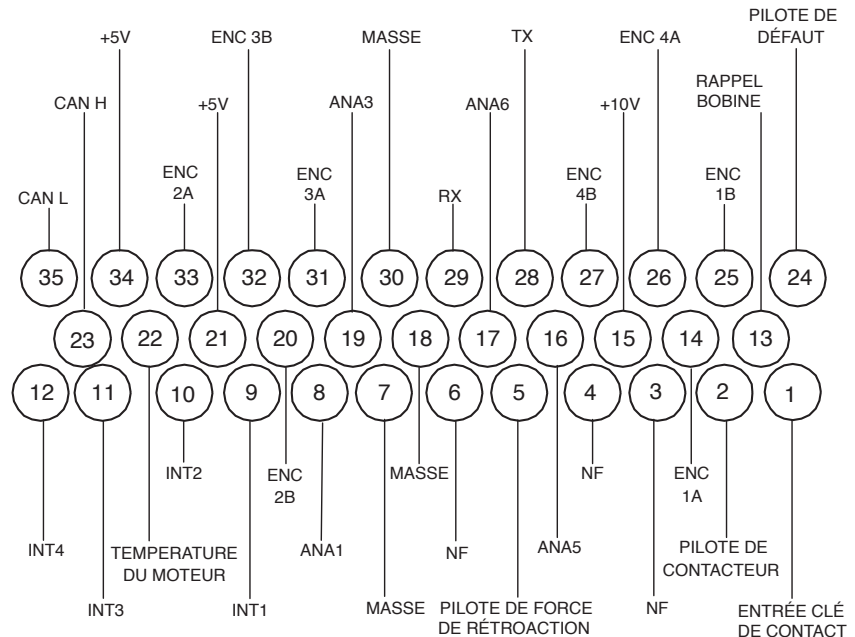 PILOTE DE
DÉFAUT
+5V
ENC 3B
MASSE
TX
ENC 4A
RAPPEL
BOBINE
CAN H
+5V
ANA3
ANA6
+10V
ENC
2A
ENC
3A
ENC
4B
ENC
1B
CAN L
RX
35 34 33 32 31 30 29 28 27 26 25 24
23 22 21 20 19 18 17 16 15 14 13
12 11 10 9 8 7 6 5 4 3 2 1
INT2
ENC
2B
MASSE
NF
ENC
1A
INT4
TEMPERATURE
DU MOTEUR
ANA1
NF
ANA5
PILOTE DE
CONTACTEUR
INT3
INT1
MASSE
PILOTE DE FORCE
DE RÉTROACTION
NF
ENTRÉE CLÉ
DE CONTACT